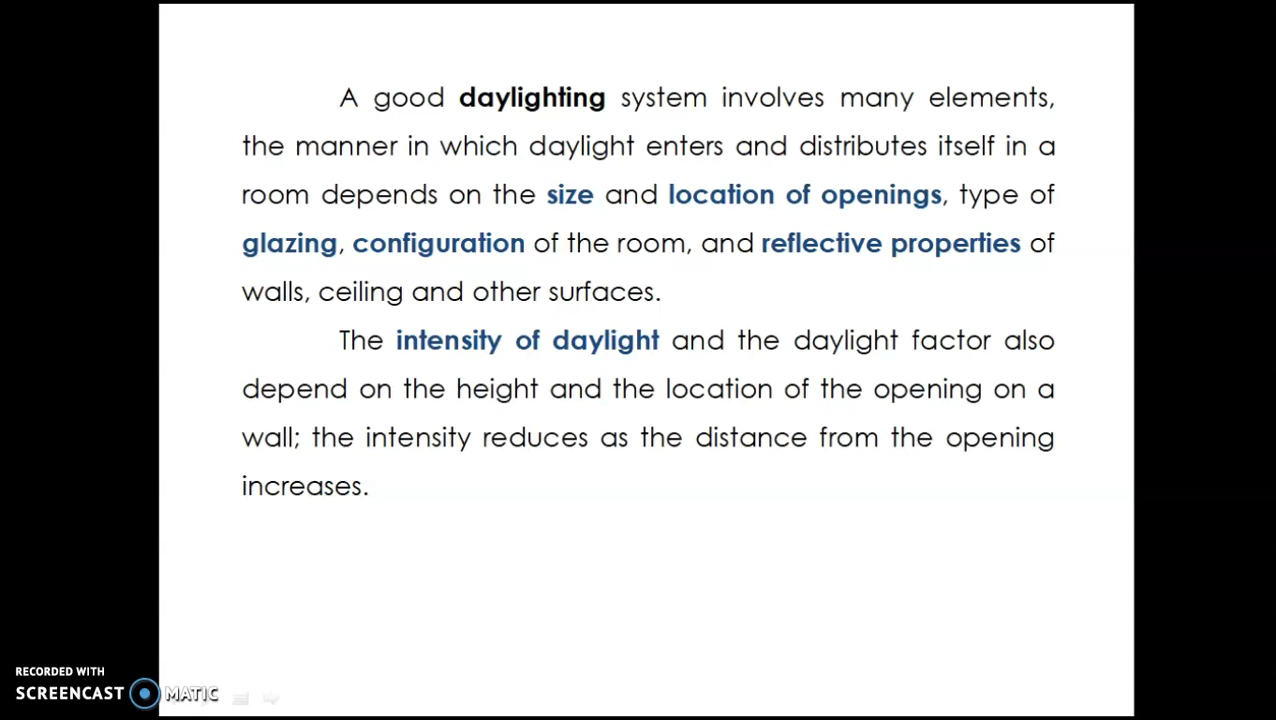 A good daylighting system involves many elements,
the manner in which daylight enters and distributes itself in a
room depends on the size and location of openings, type of
glazing, configuration of the room, and reflective properties of
walls, ceiling and other surfaces.
The intensity of daylight and the daylight factor also
depend on the height and the location of the opening on a
wall; the intensity reduces as the distance from the opening
increases.
RECORDED WITH
SCREENCAST MATIC